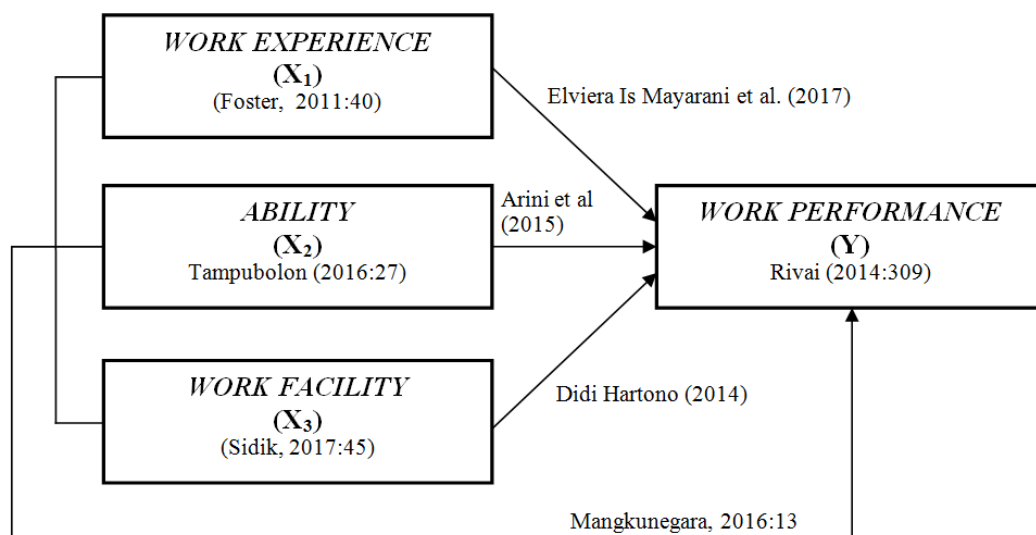 WORK EXPERIENCE
(X₁)
(Foster, 2011:40)
Elviera Is Mayarani et al. (2017)
ABILITY
(X₂)
Tampubolon (2016:27)
Arini et al
(2015)
WORK PERFORMANCE
(Y)
Rivai (2014:309)
WORK FACILITY
(X₃)
(Sidik, 2017:45)
Didi Hartono (2014)
Mangkunegara, 2016:13